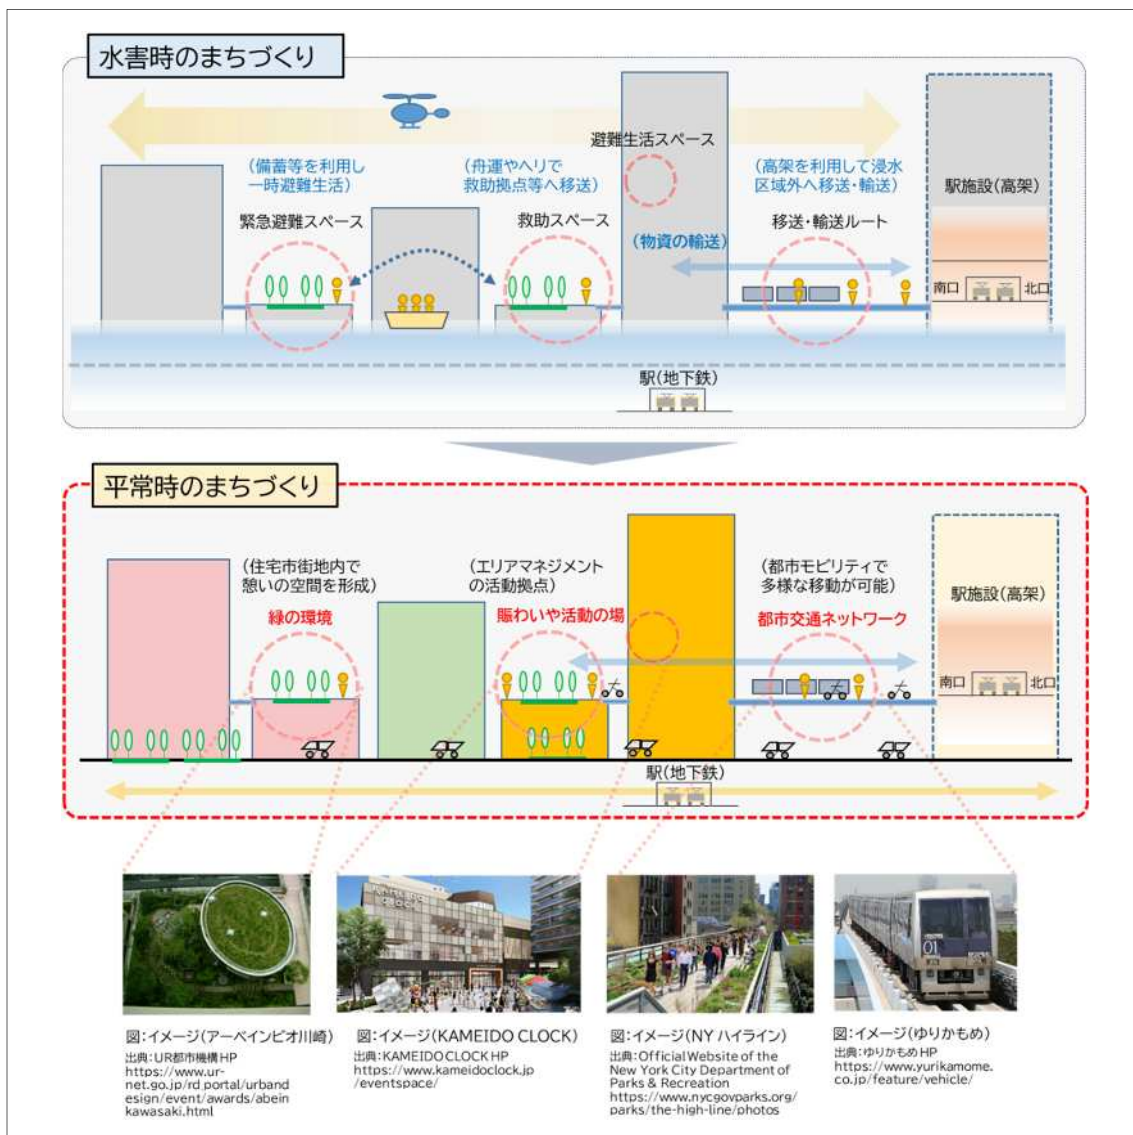 水害時のまちづくり
避難生活スペース
(備蓄等を利用し
一時避難生活)
(舟運やヘリで
救助拠点等へ移送)
(高架を利用して浸水
区域外へ移送・輸送)
駅施設(高架)
緊急避難スペース
救助スペース
移送・輸送ルート
(物資の輸送)
南口
北口
駅(地下鉄)
平常時のまちづくり
(住宅市街地内で
憩いの空間を形成)
(エリアマネジメント
の活動拠点)
(都市モビリティで
多様な移動が可能)
駅施設(高架)
緑の環境
賑わいや活動の場
都市交通ネットワーク
南口
北口
駅(地下鉄)
KAMEIDO
CLOCK
01
図:イメージ(アーベインビオ川崎)
出典:UR都市機構HP
https://www.ur-
net.go.jp/rd_portal/urband
esign/event/awards/abein
kawasaki.html
図:イメージ(KAMEIDO CLOCK)
出典:KAMEIDO CLOCK HP
https://www.kameidoclock.jp
/eventspace/
図:イメージ(NY ハイライン)
出典:Official Website of the
New York City Department of
Parks & Recreation
https://www.nycgovparks.org/
parks/the-high-line/photos
図:イメージ(ゆりかもめ)
出典:ゆりかもめ HP
https://www.yurikamome.
co.jp/feature/vehicle/